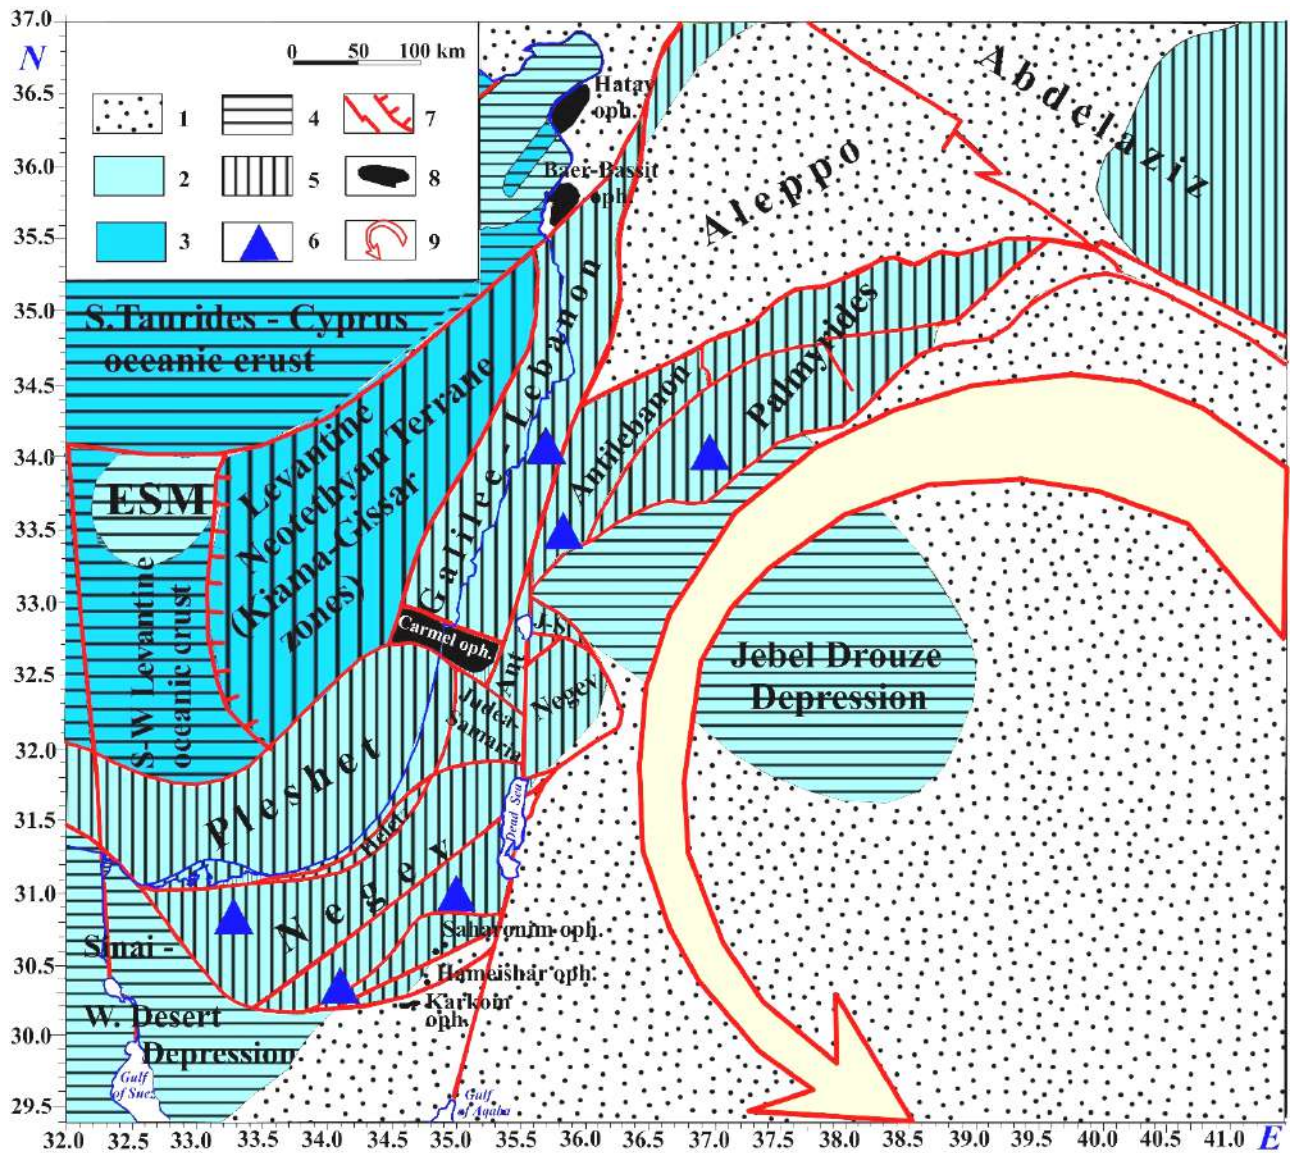 37.0
N
36.5
36.0
35.5
35.0
34.5
34.0
33.5
33.0
32.5
32.0
31.5
31.0
30.5
30.0
29.5
32.0 32.5 33.0 33.5 34.0 34.5 35.0 35.5 36.0 36.5 37.0 37.5 38.0 38.5 39.0 39.5 40.0 40.5 41.0 E
0 50 100 km
1 4 7
2 5 8
3 6 9
Hatay
oph.
Baer-Bassit
oph.
Aleppo
Abdelaziz
S.Taurides - Cyprus
oceanic crust
Levantine
Neotethyan Terrane
(Kiama-Gissar
zones)
ESM
S-W Levantine
oceanic crust
Galilee - Lebanon
Antilebanon
Palmyrides
Carmel oph.
Ant
J-Sl
Negev
Judea-
Samaria
Jebel Drouze
Depression
Pleshet
Heletz
Negev
Dead Sea
Saharonim oph.
Hameishar oph.
Karkom
oph.
Sinai -
W. Desert
Depression
Gulf
of Suez
Gulf
of Aqaba